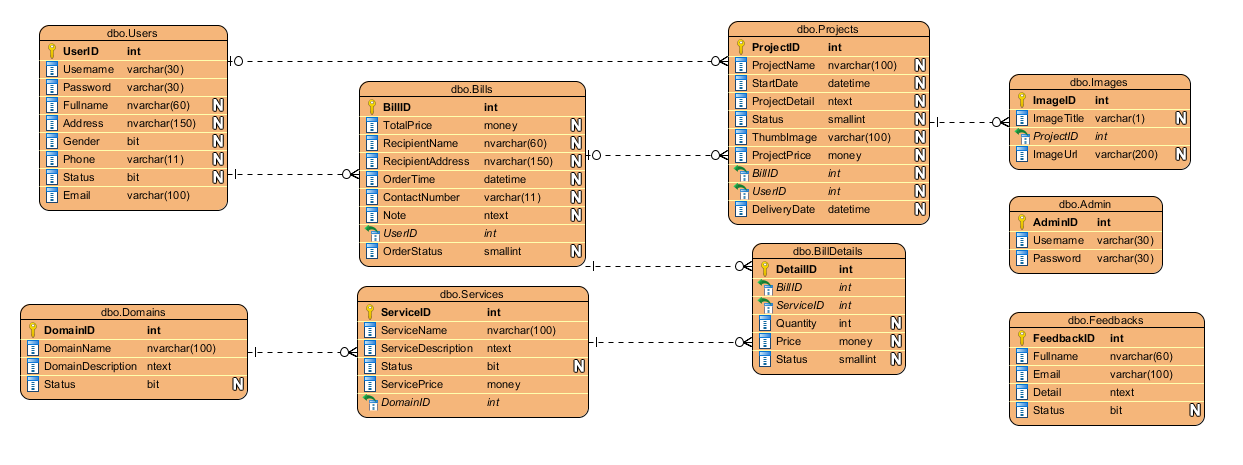 dbo.Users
UserID int
Username varchar(30)
Password varchar(30)
Fullname nvarchar(60) N
Address nvarchar(150) N
Gender bit N
Phone varchar(11) N
Status bit N
Email varchar(100)
dbo.Bills
BillID int
TotalPrice money N
RecipientName nvarchar(60) N
RecipientAddress nvarchar(150) N
OrderTime datetime N
ContactNumber varchar(11) N
Note ntext N
UserID int
OrderStatus smallint N
dbo.Projects
ProjectID int
ProjectName nvarchar(100) N
StartDate datetime N
ProjectDetail ntext N
Status smallint N
ThumbImage varchar(100) N
ProjectPrice money N
BillID int N
UserID int N
DeliveryDate datetime N
dbo.Images
ImageID int
ImageTitle varchar(1) N
ProjectID int
ImageUrl varchar(200) N
dbo.Admin
AdminID int
Username varchar(30)
Password varchar(30)
dbo.BillDetails
DetailID int
BillID int
ServiceID int
Quantity int N
Price money N
Status smallint N
dbo.Domains
DomainID int
DomainName nvarchar(100)
DomainDescription ntext
Status bit N
dbo.Services
ServiceID int
ServiceName nvarchar(100)
ServiceDescription ntext
Status bit N
ServicePrice money
DomainID int
dbo.Feedbacks
FeedbackID int
Fullname nvarchar(60)
Email varchar(100)
Detail ntext
Status bit N